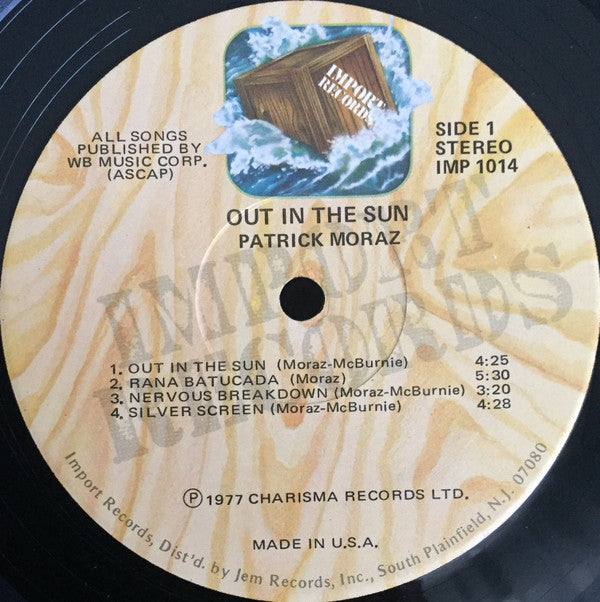 IMPORT
RECORDS
ALL SONGS
PUBLISHED BY
WB MUSIC CORP.
(ASCAP)
SIDE 1
STEREO
IMP 1014
OUT IN THE SUN
PATRICK MORAZ
IMPORT
RECORDS
1. OUT IN THE SUN (Moraz-McBurnie) 4:25
2. RANA BATUCADA (Moraz) 5:30
3. NERVOUS BREAKDOWN (Moraz-McBurnie) 3:20
4. SILVER SCREEN (Moraz-McBurnie) 4:28
Ⓟ 1977 CHARISMA RECORDS LTD.
MADE IN U.S.A.
Import Records, Dist'd. by Jem Records, Inc., South Plainfield, N.J. 07080